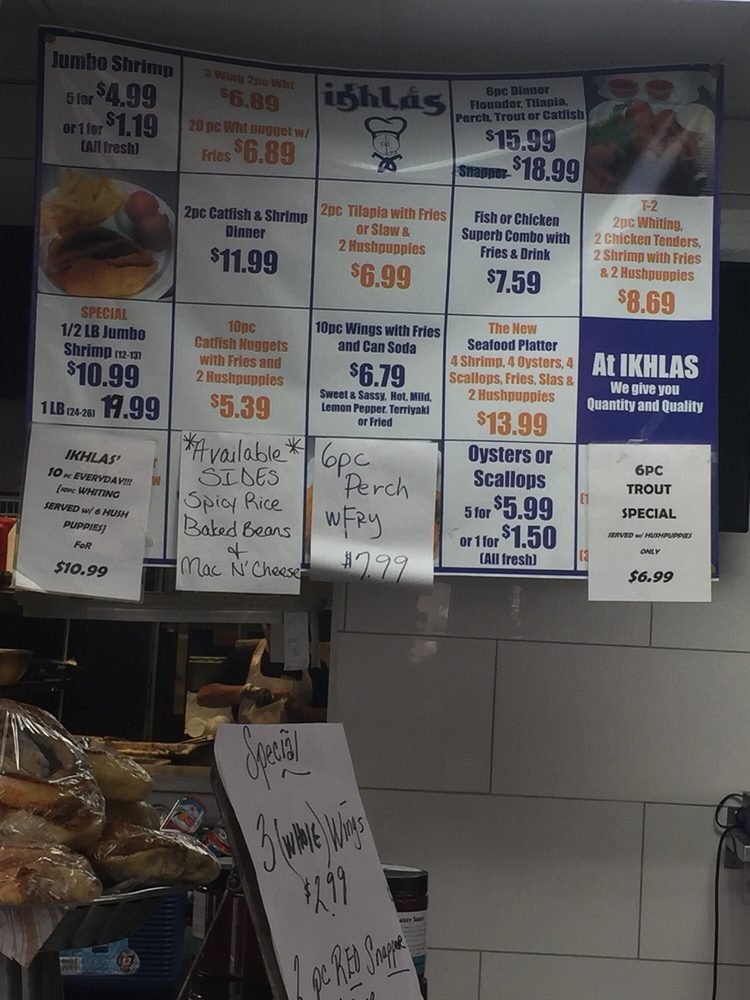 Jumbo Shrimp
5 for $4.99
or 1 for $1.19
(All fresh)
3 Wing 2pc Wht
$6.89
20 pc Wht nugget w/
Fries $6.89
ikhlas
6pc Dinner
Flounder, Tilapia,
Perch, Trout or Catfish
$15.99
Snapper $18.99
2pc Catfish & Shrimp
Dinner
$11.99
2pc Tilapia with Fries
or Slaw &
2 Hushpuppies
$6.99
Fish or Chicken
Superb Combo with
Fries & Drink
$7.59
T-2
2pc Whiting,
2 Chicken Tenders,
2 Shrimp with Fries
& 2 Hushpuppies
$8.69
SPECIAL
1/2 LB Jumbo
Shrimp (12-13)
$10.99
1 LB (24-26) 19.99
10pc
Catfish Nuggets
with Fries and
2 Hushpuppies
$5.39
10pc Wings with Fries
and Can Soda
$6.79
Sweet & Sassy, Hot, Mild,
Lemon Pepper, Terriyaki
or Fried
The New
Seafood Platter
4 Shrimp, 4 Oysters, 4
Scallops, Fries, Slas &
2 Hushpuppies
$13.99
At IKHLAS
We give you
Quantity and Quality
IKHLAS'
10 PC EVERYDAY!!!
[10PC WHITING
SERVED W/ 6 HUSH
PUPPIES]
FOR
$10.99
*Available*
SIDES
Spicy Rice
Baked Beans
&
Mac N' Cheese
6pc
Perch
w FRY
$7.99
Oysters or
Scallops
5 for $5.99
or 1 for $1.50
(All fresh)
6PC
TROUT
SPECIAL
SERVED W/ HUSHPUPPIES
ONLY
$6.99
Special
3 (WHOLE) Wings
$2.99
pc RED Snapper